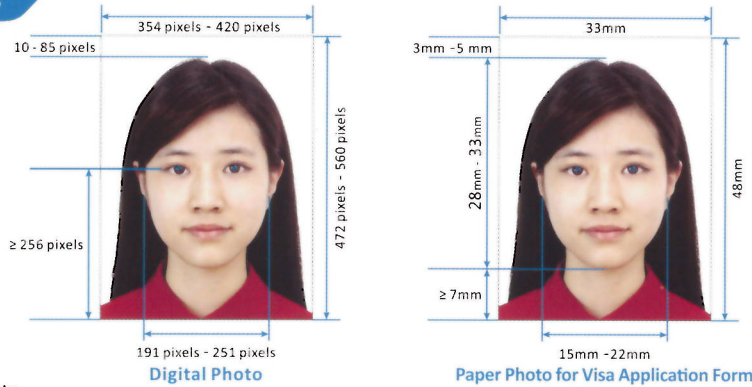 354 pixels - 420 pixels
10 - 85 pixels
472 pixels - 560 pixels
≥ 256 pixels
191 pixels - 251 pixels
Digital Photo
33mm
3mm -5 mm
28mm - 33mm
48mm
≥ 7mm
15mm -22mm
Paper Photo for Visa Application Form